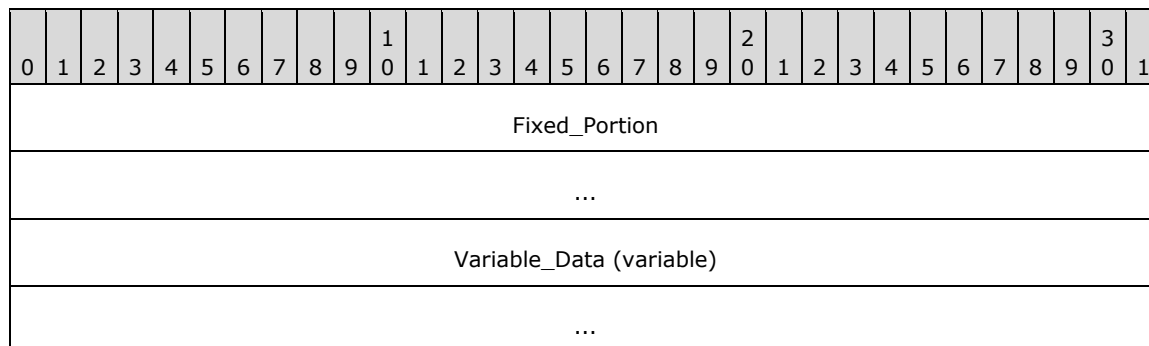 1 2 3
0 1 2 3 4 5 6 7 8 9 0 1 2 3 4 5 6 7 8 9 0 1 2 3 4 5 6 7 8 9 0 1
Fixed_Portion
...
Variable_Data (variable)
...